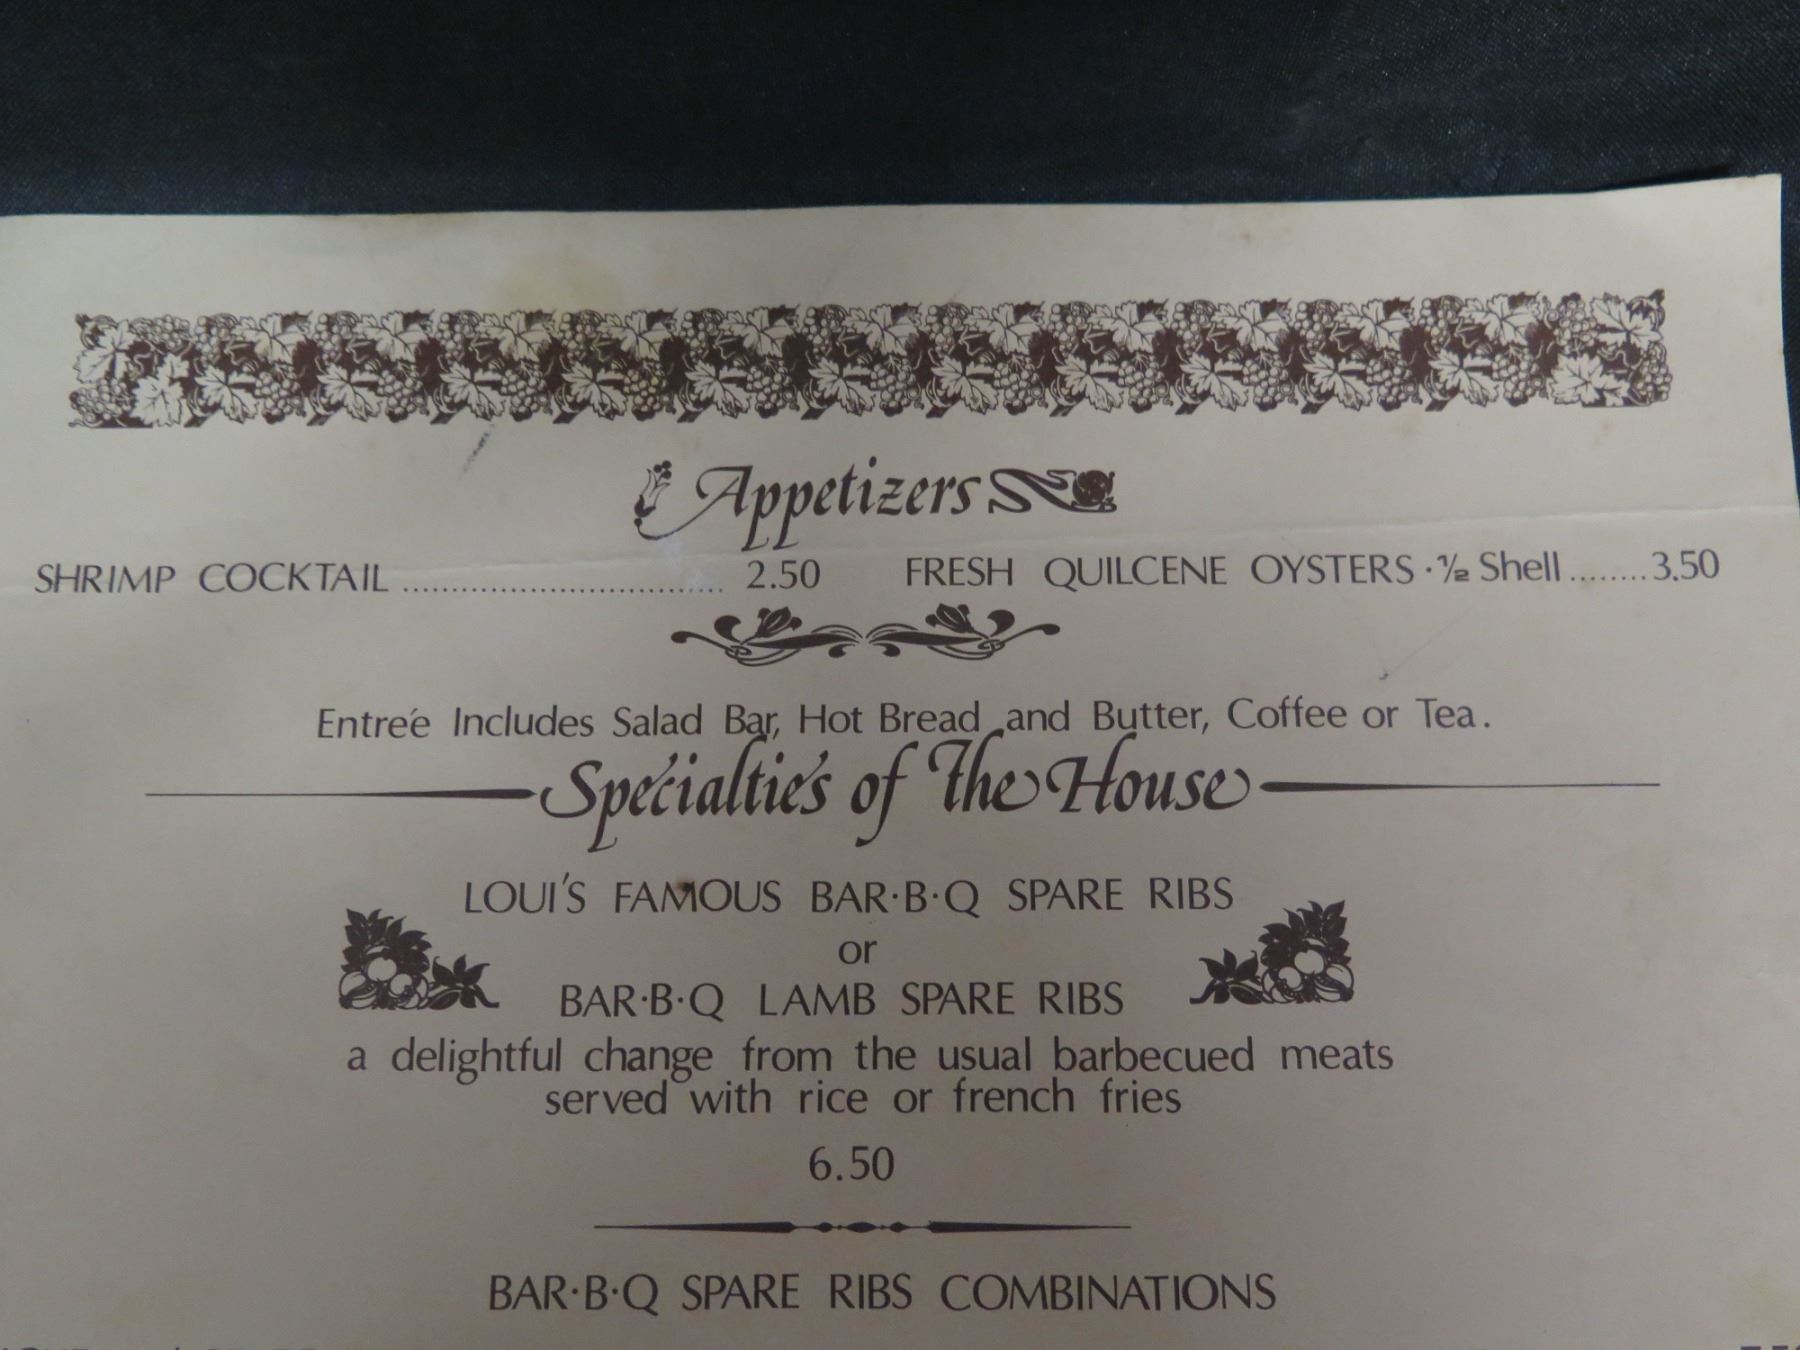 Appetizers
SHRIMP COCKTAIL ................................ 2.50 FRESH QUILCENE OYSTERS · ½ Shell ........ 3.50
Entreé Includes Salad Bar, Hot Bread and Butter, Coffee or Tea.
Specialties of The House
LOUI'S FAMOUS BAR·B·Q SPARE RIBS
or
BAR·B·Q LAMB SPARE RIBS
a delightful change from the usual barbecued meats
served with rice or french fries
6.50
BAR·B·Q SPARE RIBS COMBINATIONS